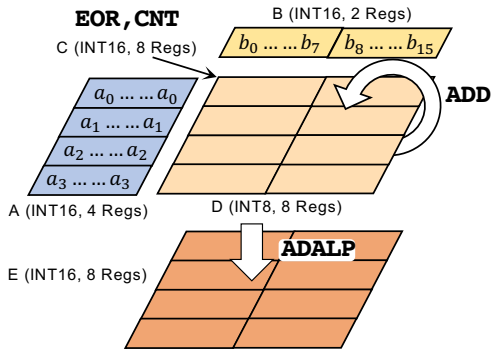 EOR,CNT
B (INT16, 2 Regs)
C (INT16, 8 Regs)
b₀ ... ... b₇ b₈ ... ... b₁₅
a₀ ... ... a₀
a₁ ... ... a₁
a₂ ... ... a₂
a₃ ... ... a₃
ADD
A (INT16, 4 Regs)
D (INT8, 8 Regs)
ADALP
E (INT16, 8 Regs)